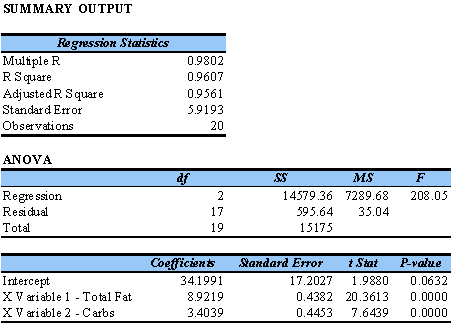 SUMMARY OUTPUT
Regression Statistics
Multiple R 0.9802
R Square 0.9607
Adjusted R Square 0.9561
Standard Error 5.9193
Observations 20
ANOVA
df SS MS F
Regression 2 14579.36 7289.68 208.05
Residual 17 595.64 35.04
Total 19 15175
Coefficients Standard Error t Stat P-value
Intercept 34.1991 17.2027 1.9880 0.0632
X Variable 1 - Total Fat 8.9219 0.4382 20.3613 0.0000
X Variable 2 - Carbs 3.4039 0.4453 7.6439 0.0000